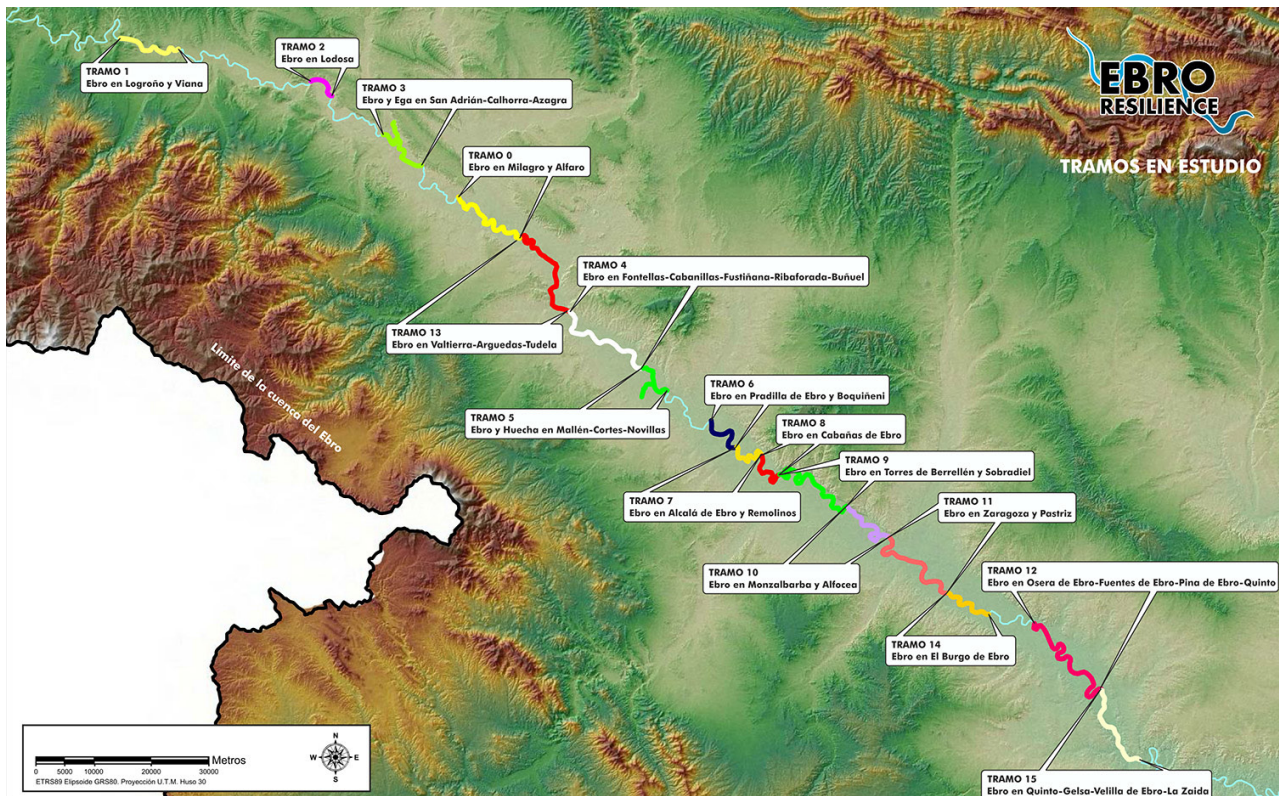 EBRO
RESILIENCE
TRAMOS EN ESTUDIO
TRAMO 1
Ebro en Logroño y Viana
TRAMO 2
Ebro en Lodosa
TRAMO 3
Ebro y Ega en San Adrián-Calhorra-Azagra
TRAMO 0
Ebro en Milagro y Alfaro
TRAMO 4
Ebro en Fontellas-Cabanillas-Fustiñana-Ribaforada-Buñuel
TRAMO 13
Ebro en Valtierra-Arguedas-Tudela
Límite de la cuenca del Ebro
TRAMO 5
Ebro y Huecha en Mallén-Cortes-Novillas
TRAMO 6
Ebro en Pradilla de Ebro y Boquiñeni
TRAMO 8
Ebro en Cabañas de Ebro
TRAMO 9
Ebro en Torres de Berrellén y Sobradiel
TRAMO 7
Ebro en Alcalá de Ebro y Remolinos
TRAMO 11
Ebro en Zaragoza y Pastriz
TRAMO 10
Ebro en Monzalbarba y Alfocea
TRAMO 12
Ebro en Osera de Ebro-Fuentes de Ebro-Pina de Ebro-Quinto
TRAMO 14
Ebro en El Burgo de Ebro
TRAMO 15
Ebro en Quinto-Gelsa-Velilla de Ebro-La Zaida
Metros
0 5000 10000 20000 30000
ETRS89 Elipsoide GRS80. Proyección U.T.M. Huso 30
N
W E
S